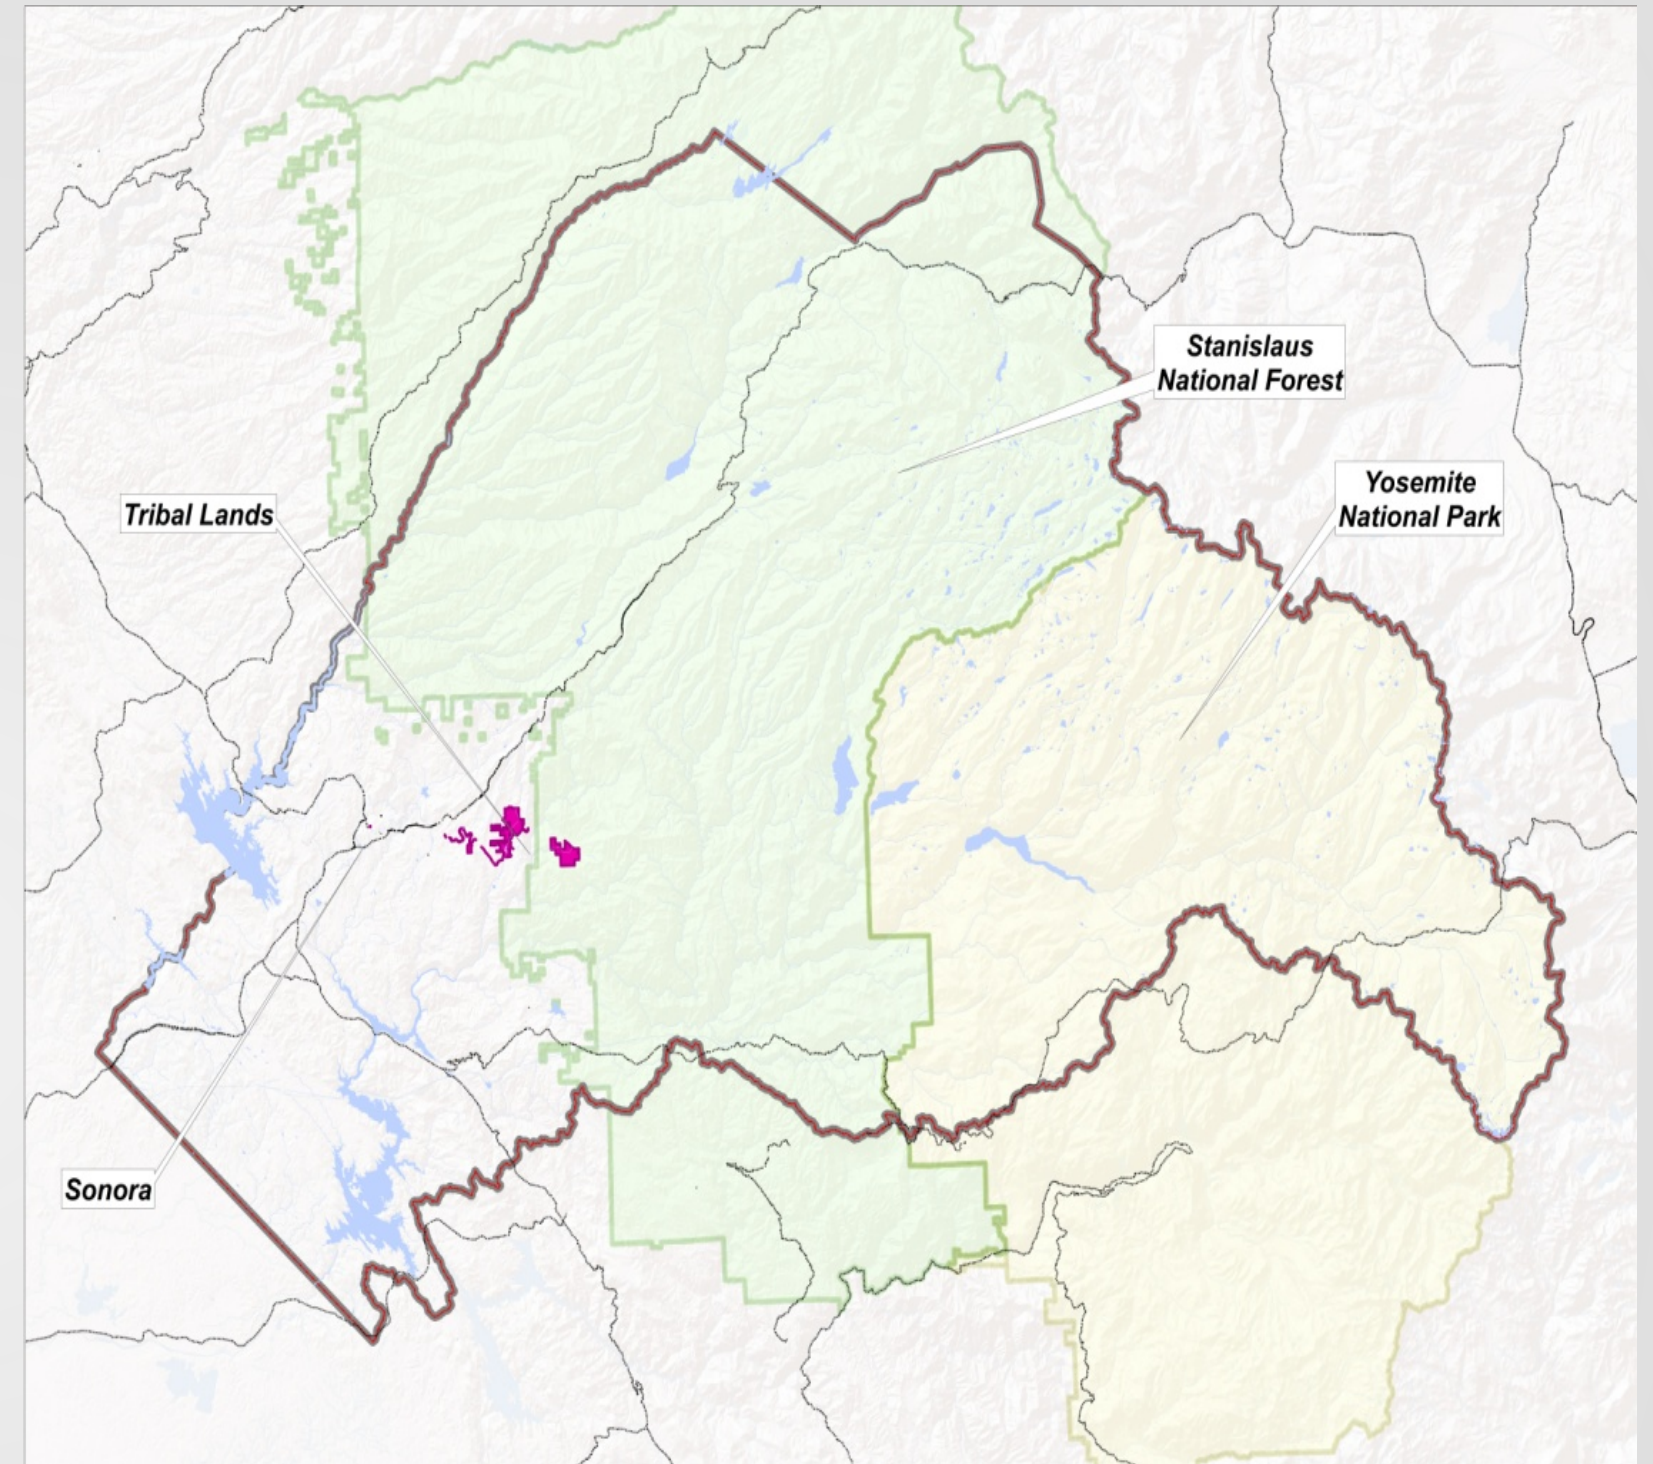 Stanislaus
National Forest
Yosemite
National Park
Tribal Lands
Sonora